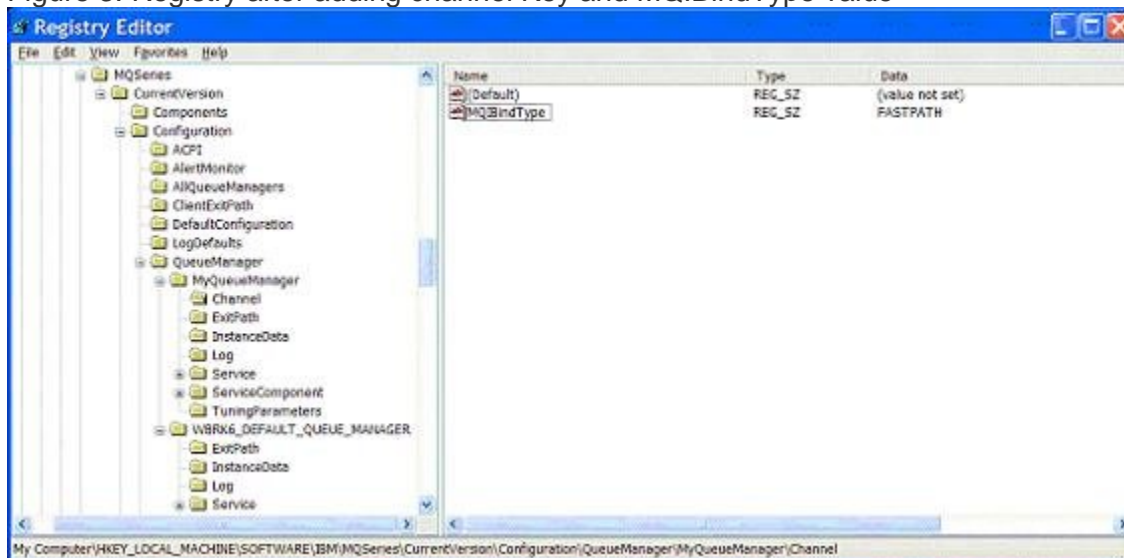 Figure 3. Registry after adding channel Key and MQIBindType value
Registry Editor
File Edit View Favorites Help
MQSeries
CurrentVersion
Components
Configuration
ACPI
AlertMonitor
AllQueueManagers
ClientExitPath
DefaultConfiguration
LogDefaults
QueueManager
MyQueueManager
Channel
ExitPath
InstanceData
Log
Service
ServiceComponent
TuningParameters
WBRK6_DEFAULT_QUEUE_MANAGER
ExitPath
InstanceData
Log
Service
Name Type Data
(Default) REG_SZ (value not set)
MQIBindType REG_SZ FASTPATH
My Computer\HKEY_LOCAL_MACHINE\SOFTWARE\IBM\MQSeries\CurrentVersion\Configuration\QueueManager\MyQueueManager\Channel